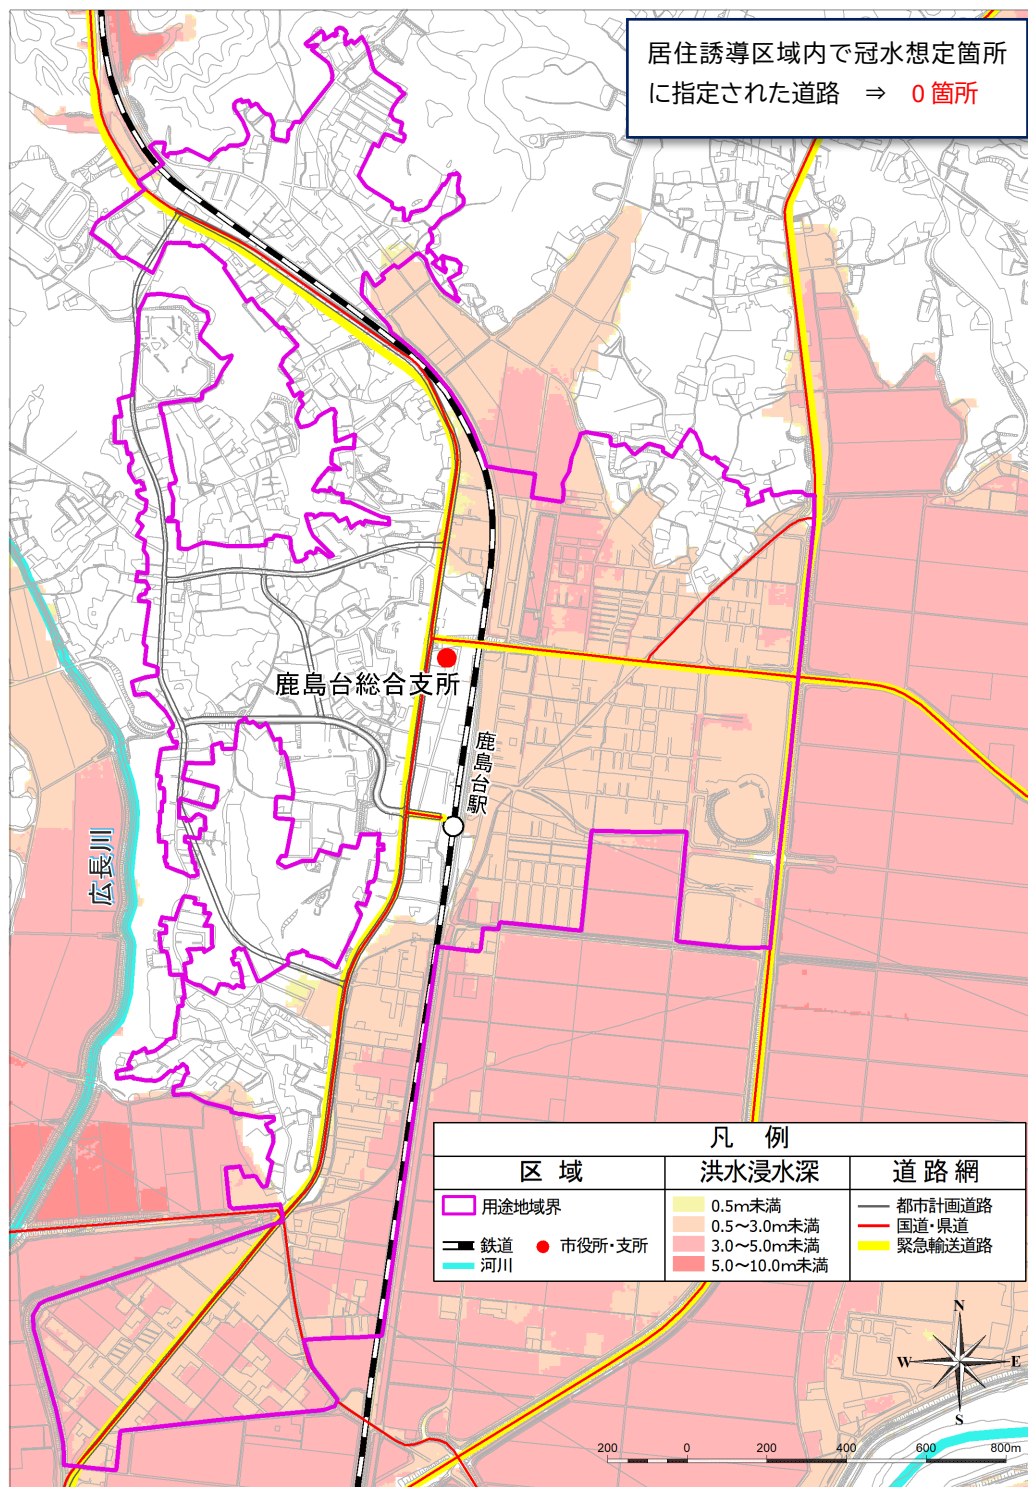 居住誘導区域内で冠水想定箇所
に指定された道路 ⇒ 0箇所
鹿島台総合支所
鹿島台駅
広長川
凡 例
区 域
洪水浸水深
道路網
用途地域界
鉄道
市役所・支所
河川
0.5m未満
0.5~3.0m未満
3.0~5.0m未満
5.0~10.0m未満
都市計画道路
国道・県道
緊急輸送道路
N
W
E
S
200 0 200 400 600 800m